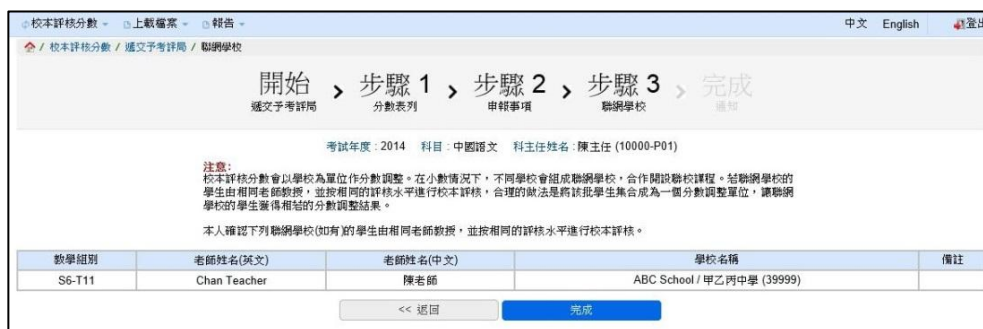 校本評核分數 上載檔案 報告 中文 English 登出
/ 校本評核分數 / 遞交予考評局 / 聯網學校
開始 > 步驟 1 > 步驟 2 > 步驟 3 > 完成
遞交予考評局 分數表列 申報事項 聯網學校 通知
考試年度 : 2014 科目 : 中國語文 科主任姓名 : 陳主任 (10000-P01)
注意:
校本評核分數會以學校為單位作分數調整。在小數情況下，不同學校會組成聯網學校，合作開設聯校課程。若聯網學校的
學生由相同老師教授，並按相同的評核水平進行校本評核，合理的做法是將該批學生集合成為一個分數調整單位，讓聯網
學校的學生獲得相若的分數調整結果。
本人確認下列聯網學校(如有)的學生由相同老師教授，並按相同的評核水平進行校本評核。
教學組別 老師姓名(英文) 老師姓名(中文) 學校名稱 備註
S6-T11 Chan Teacher 陳老師 ABC School / 甲乙丙中學 (39999)
<< 返回 完成